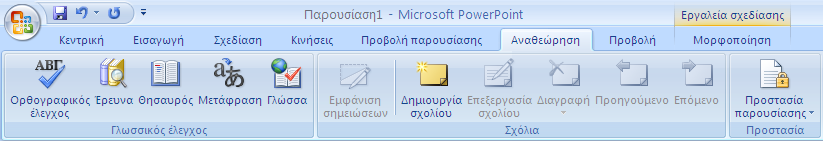 Παρουσίαση1 - Microsoft PowerPoint
Εργαλεία σχεδίασης
Κεντρική Εισαγωγή Σχεδίαση Κινήσεις Προβολή παρουσίασης Αναθεώρηση Προβολή Μορφοποίηση
ΑΒΓ
Ορθογραφικός έλεγχος
Έρευνα
Θησαυρός
Μετάφραση
Γλώσσα
Εμφάνιση σημειώσεων
Δημιουργία σχολίου
Επεξεργασία σχολίου
Διαγραφή
Προηγούμενο
Επόμενο
Προστασία παρουσίασης
Γλωσσικός έλεγχος
Σχόλια
Προστασία